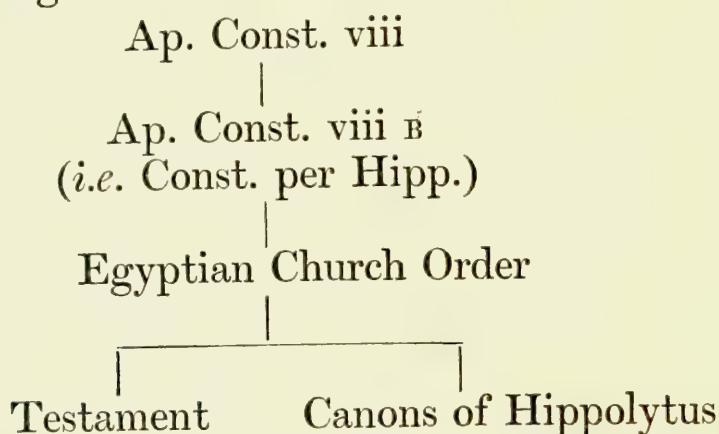 Ap. Const. viii
Ap. Const. viii B
(i.e. Const. per Hipp.)
Egyptian Church Order
Testament Canons of Hippolytus